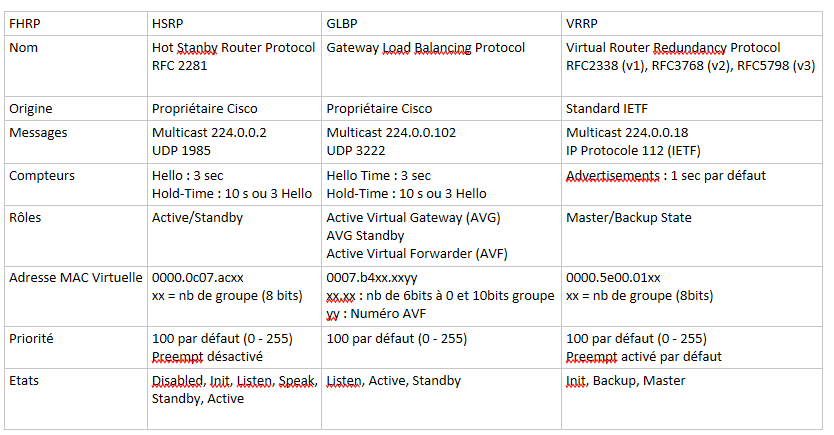 FHRP HSRP GLBP VRRP
Nom Hot Stanby Router Protocol Gateway Load Balancing Protocol Virtual Router Redundancy Protocol
RFC 2281 RFC2338 (v1), RFC3768 (v2), RFC5798 (v3)
Origine Propriétaire Cisco Propriétaire Cisco Standard IETF
Messages Multicast 224.0.0.2 Multicast 224.0.0.102 Multicast 224.0.0.18
UDP 1985 UDP 3222 IP Protocole 112 (IETF)
Compteurs Hello : 3 sec Hello Time : 3 sec Advertisements : 1 sec par défaut
Hold-Time : 10 s ou 3 Hello Hold-Time : 10 s ou 3 Hello
Rôles Active/Standby Active Virtual Gateway (AVG) Master/Backup State
AVG Standby
Active Virtual Forwarder (AVF)
Adresse MAC Virtuelle 0000.0c07.acxx 0007.b4xx.xxyy 0000.5e00.01xx
xx = nb de groupe (8 bits) xx.xx : nb de 6bits à 0 et 10bits groupe xx = nb de groupe (8bits)
yy : Numéro AVF
Priorité 100 par défaut (0 - 255) 100 par défaut (0 - 255) 100 par défaut (0 - 255)
Preempt désactivé Preempt activé par défaut
Etats Disabled, Init, Listen, Speak, Listen, Active, Standby Init, Backup, Master
Standby, Active